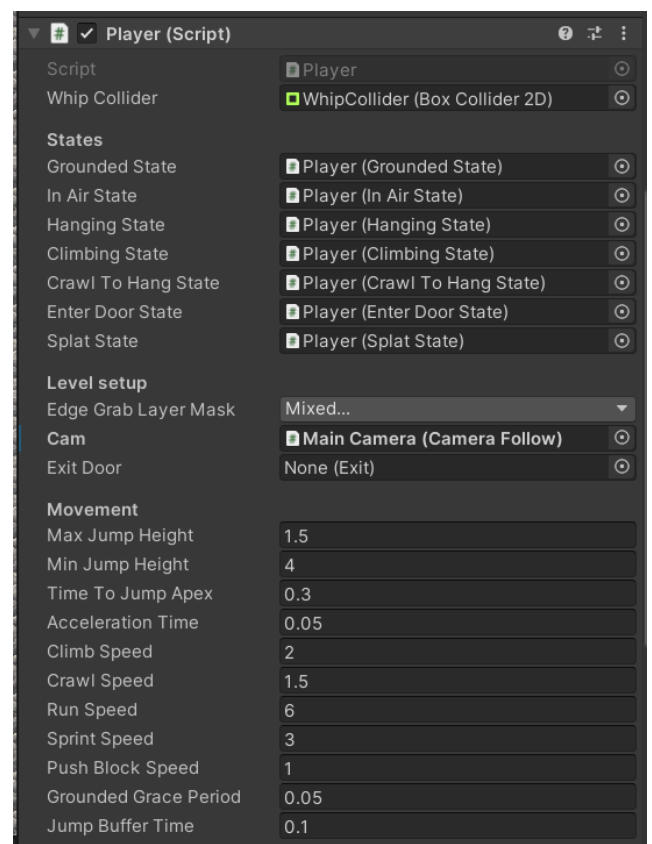 Player (Script)
Script Player
Whip Collider WhipCollider (Box Collider 2D)
States
Grounded State Player (Grounded State)
In Air State Player (In Air State)
Hanging State Player (Hanging State)
Climbing State Player (Climbing State)
Crawl To Hang State Player (Crawl To Hang State)
Enter Door State Player (Enter Door State)
Splat State Player (Splat State)
Level setup
Edge Grab Layer Mask Mixed...
Cam Main Camera (Camera Follow)
Exit Door None (Exit)
Movement
Max Jump Height 1.5
Min Jump Height 4
Time To Jump Apex 0.3
Acceleration Time 0.05
Climb Speed 2
Crawl Speed 1.5
Run Speed 6
Sprint Speed 3
Push Block Speed 1
Grounded Grace Period 0.05
Jump Buffer Time 0.1